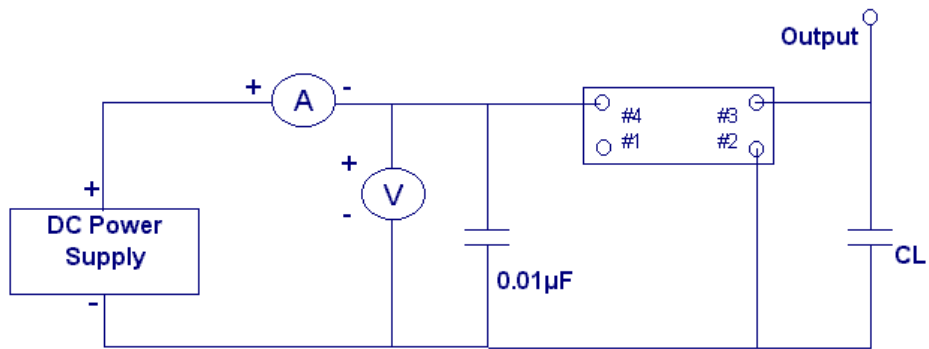 Output
+
A
-
#4
#3
#1
#2
+
V
-
+
DC Power
Supply
-
0.01µF
CL